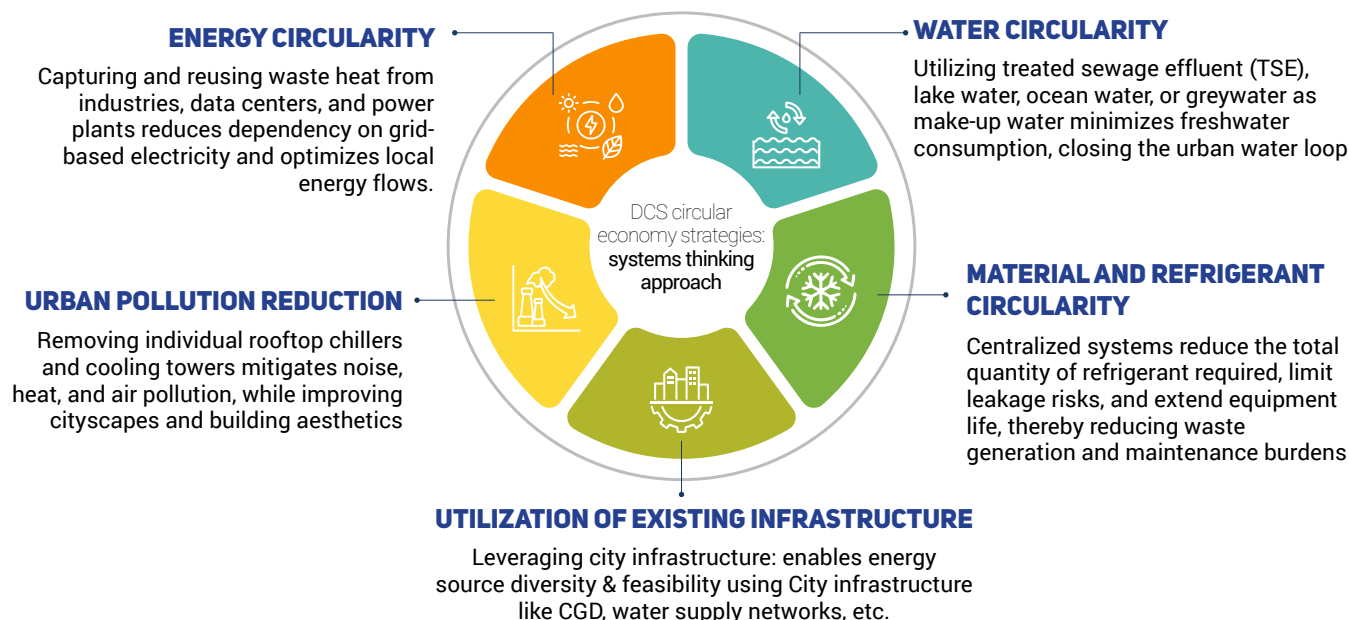 ENERGY CIRCULARITY
Capturing and reusing waste heat from
industries, data centers, and power
plants reduces dependency on grid-
based electricity and optimizes local
energy flows.
WATER CIRCULARITY
Utilizing treated sewage effluent (TSE),
lake water, ocean water, or greywater as
make-up water minimizes freshwater
consumption, closing the urban water loop
DCS circular
economy strategies:
systems thinking
approach
URBAN POLLUTION REDUCTION
Removing individual rooftop chillers
and cooling towers mitigates noise,
heat, and air pollution, while improving
cityscapes and building aesthetics
MATERIAL AND REFRIGERANT
CIRCULARITY
Centralized systems reduce the total
quantity of refrigerant required, limit
leakage risks, and extend equipment
life, thereby reducing waste
generation and maintenance burdens
UTILIZATION OF EXISTING INFRASTRUCTURE
Leveraging city infrastructure: enables energy
source diversity & feasibility using City infrastructure
like CGD, water supply networks, etc.